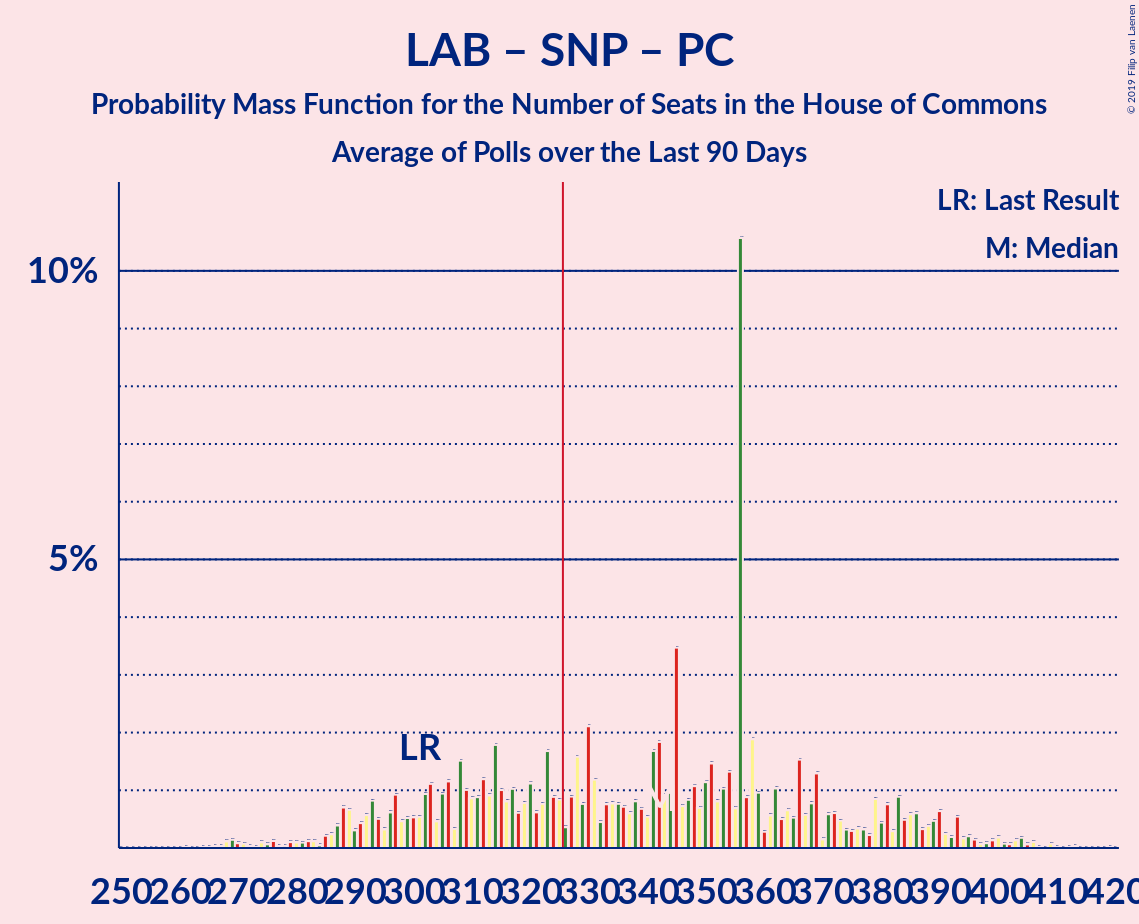 LAB – SNP – PC
Probability Mass Function for the Number of Seats in the House of Commons
Average of Polls over the Last 90 Days
© 2019 Filip van Laenen
LR: Last Result
M: Median
10%
5%
LR
M
250 260 270 280 290 300 310 320 330 340 350 360 370 380 390 400 410 420